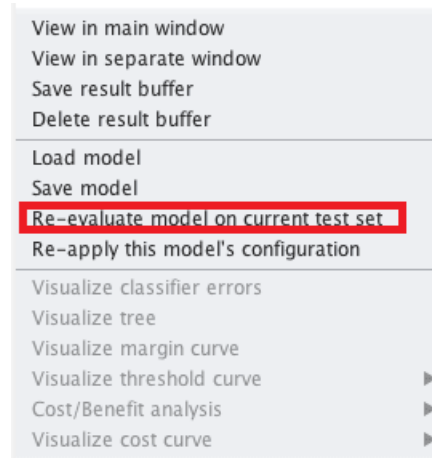 View in main window
View in separate window
Save result buffer
Delete result buffer
Load model
Save model
Re-evaluate model on current test set
Re-apply this model's configuration
Visualize classifier errors
Visualize tree
Visualize margin curve
Visualize threshold curve
Cost/Benefit analysis
Visualize cost curve